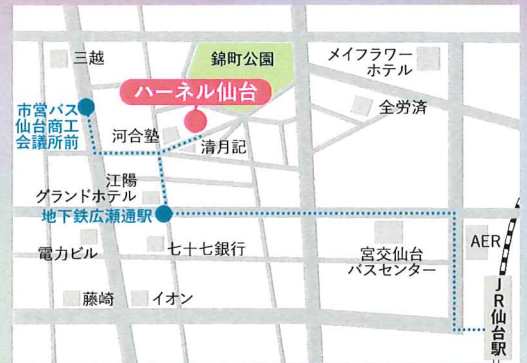 三越
錦町公園
メイフラワー
ホテル
ハーネル仙台
市営バス
仙台商工
会議所前
全労済
河合塾
清月記
江陽
グランドホテル
地下鉄広瀬通駅
電力ビル
七十七銀行
宮交仙台
バスセンター
AER
藤崎
イオン
JR仙台駅